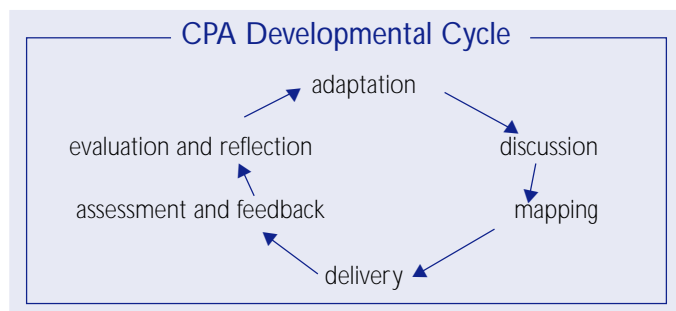 CPA Developmental Cycle
adaptation
evaluation and reflection
discussion
assessment and feedback
mapping
delivery